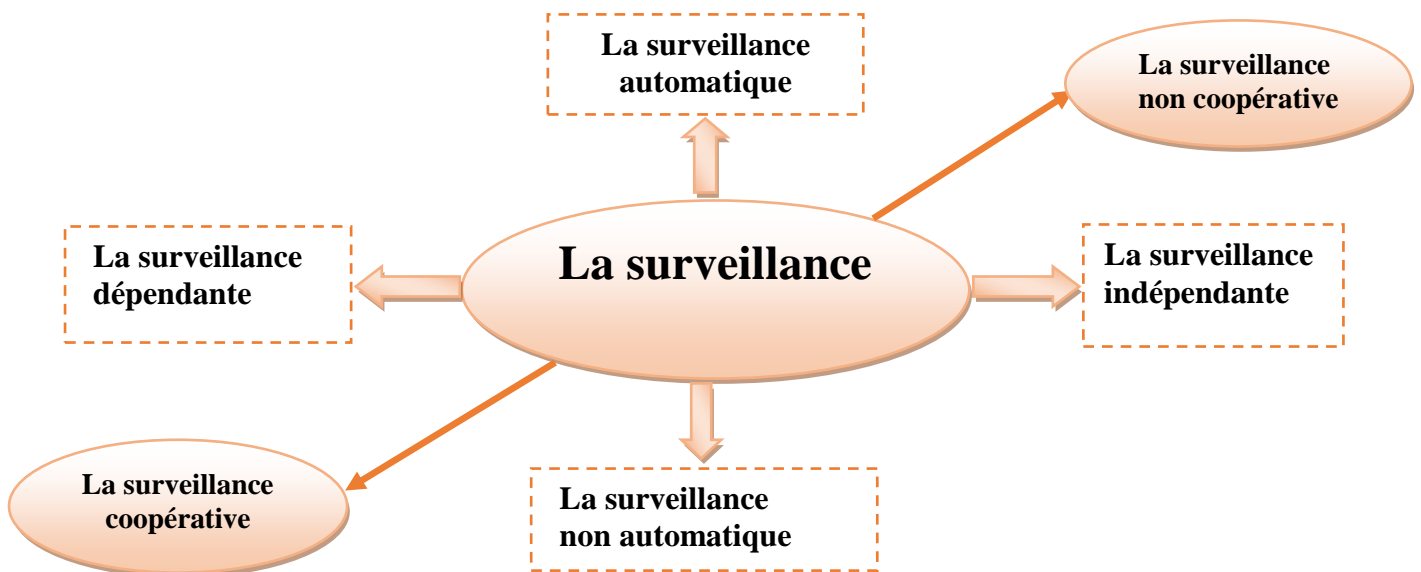 La surveillance
automatique
La surveillance
non coopérative
La surveillance
dépendante
La surveillance
La surveillance
indépendante
La surveillance
coopérative
La surveillance
non automatique